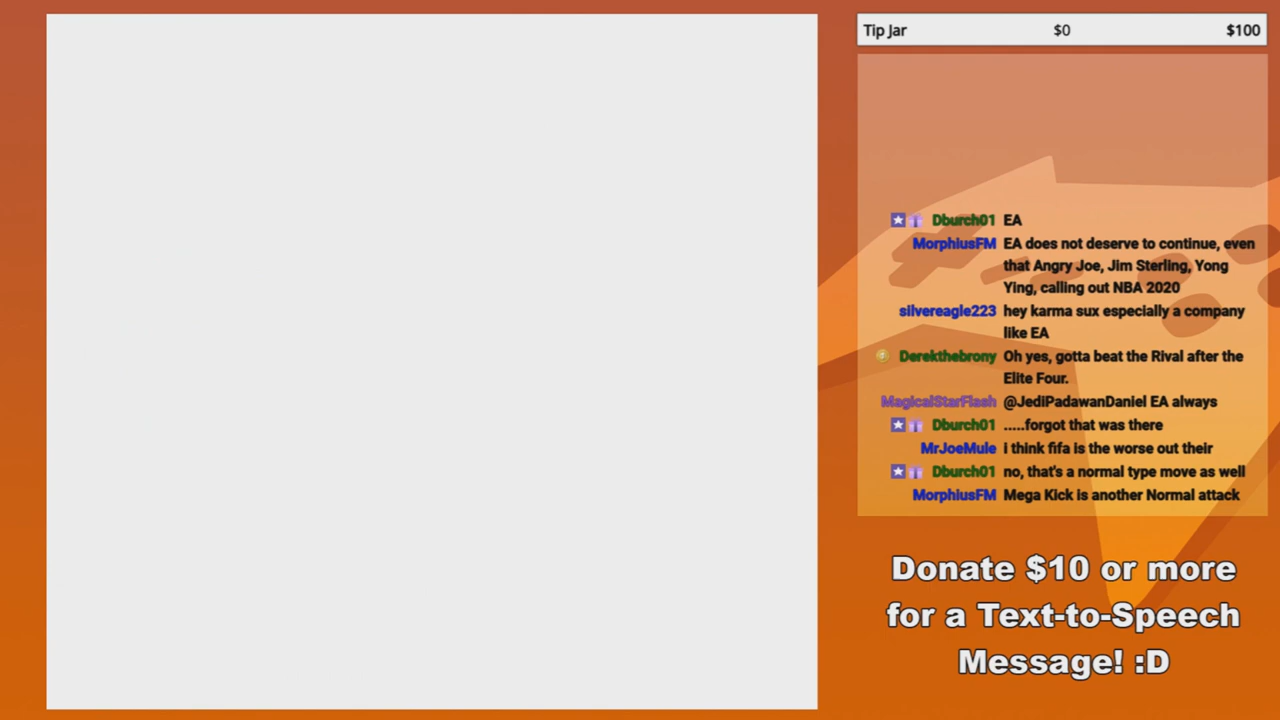 Tip Jar $0 $100
Dburch01 EA
MorphiusFM EA does not deserve to continue, even
that Angry Joe, Jim Sterling, Yong
Ying, calling out NBA 2020
silvereagle223 hey karma sux especially a company
like EA
Derekthebrony Oh yes, gotta beat the Rival after the
Elite Four.
MagicalStarFlash @JediPadawanDaniel EA always
Dburch01 .....forgot that was there
MrJoeMule i think fifa is the worse out their
Dburch01 no, that's a normal type move as well
MorphiusFM Mega Kick is another Normal attack
Donate $10 or more
for a Text-to-Speech
Message! :D